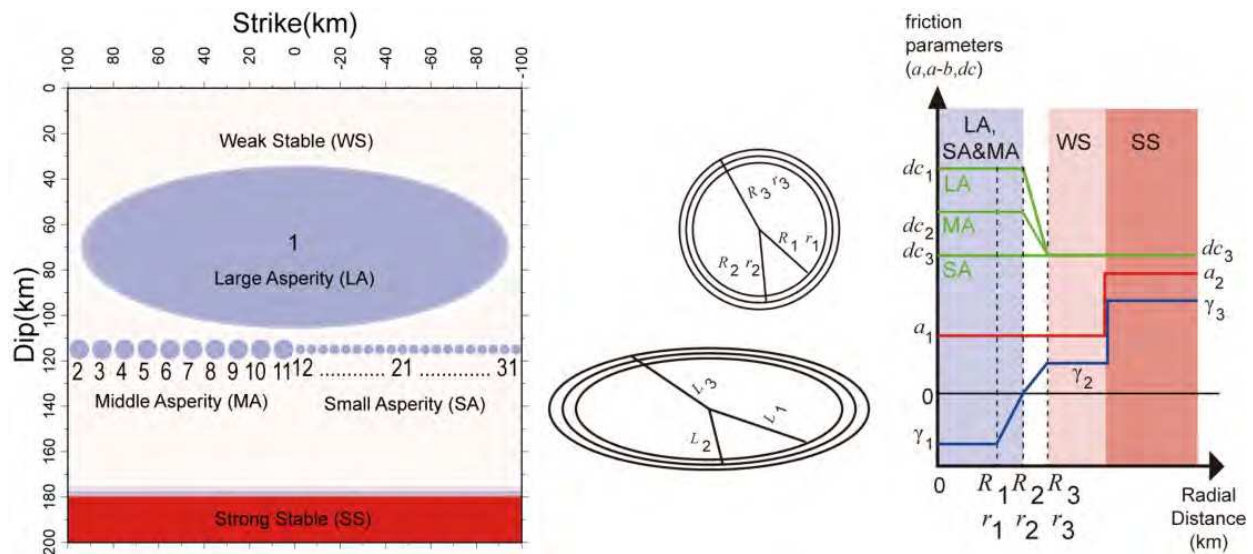 Strike(km)
100 80 60 40 20 0 -20 -40 -60 -80 -100
Dip(km)
0
20
40
60
80
100
120
140
160
180
200
Weak Stable (WS)
1
Large Asperity (LA)
2 3 4 5 6 7 8 9 10 11 12 ............ 21 .................. 31
Middle Asperity (MA) Small Asperity (SA)
Strong Stable (SS)
R3 r3
R1 r1
R2 r2
L3
L1
L2
friction
parameters
(a,a-b,dc)
LA,
SA&MA
WS
SS
dc1
LA
dc2
MA
dc3
SA
dc3
a2
γ3
a1
γ2
0
γ1
0
R1 R2 R3
r1 r2 r3
Radial
Distance
(km)